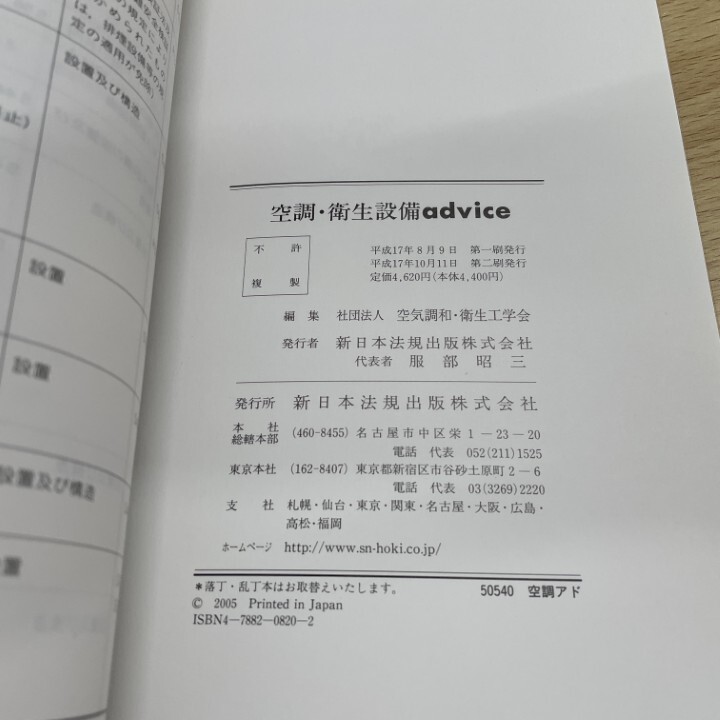 定の適用が免除)
設置及び構造
設置
設置
設置及び構造
空調・衛生設備advice
不許
複製
平成17年8月9日 第一刷発行
平成17年10月11日 第二刷発行
定価4,620円(本体4,400円)
編集 社団法人 空気調和・衛生工学会
発行者 新日本法規出版株式会社
代表者 服部昭三
発行所 新日本法規出版株式会社
本社
総轄本部 (460-8455) 名古屋市中区栄1-23-20
電話 代表 052(211)1525
東京本社 (162-8407) 東京都新宿区市谷砂土原町2-6
電話 代表 03(3269)2220
支社 札幌・仙台・東京・関東・名古屋・大阪・広島・
高松・福岡
ホームページ http://www.sn-hoki.co.jp/
*落丁・乱丁本はお取替えいたします。 50540 空調アド
© 2005 Printed in Japan
ISBN4-7882-0820-2